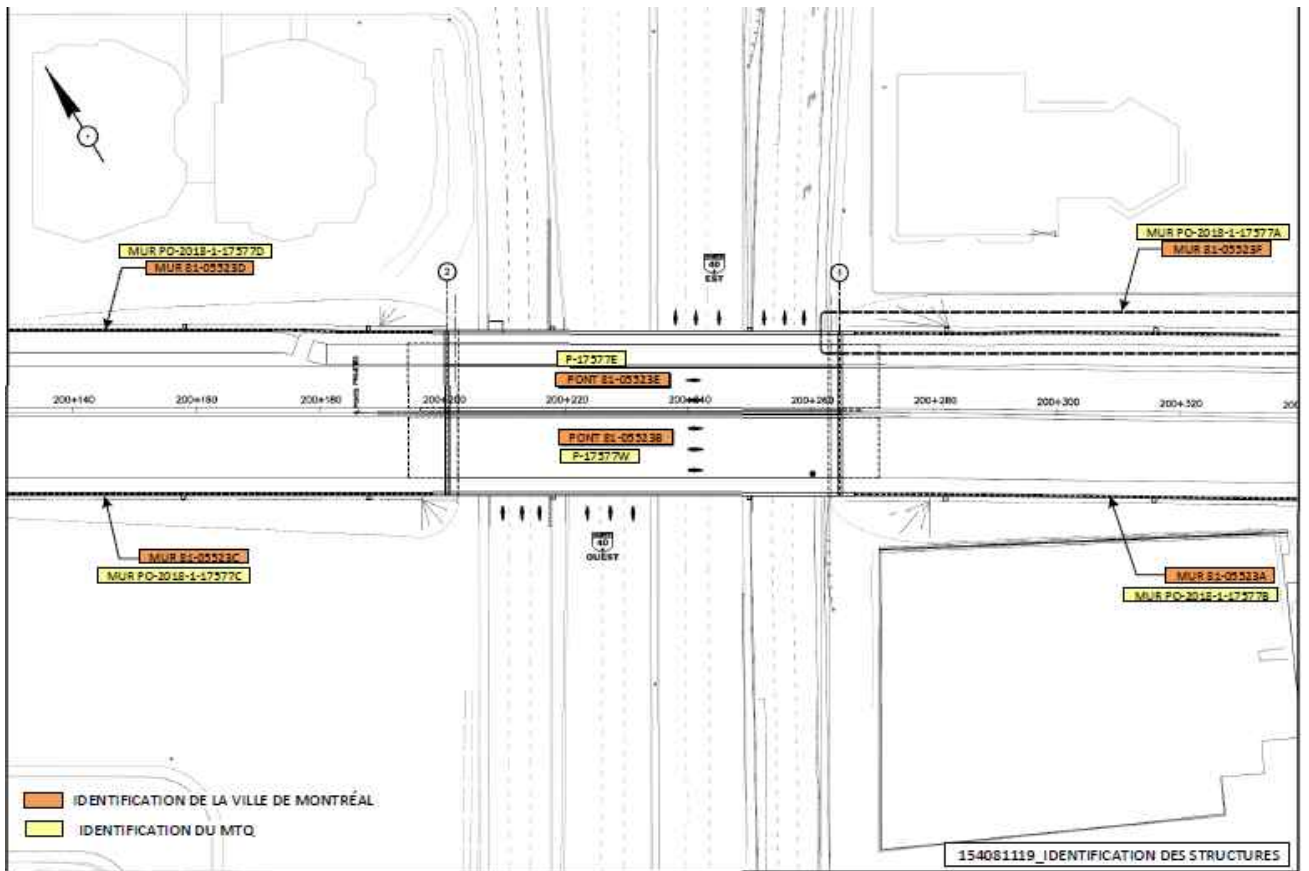 MUR PO-2018-1-17577D
MUR 81-05523D
2
40
EST
1
MUR PO-2018-1-17577A
MUR 81-05523F
P-17577E
PONT 81-05523E
200+140
200+160
200+180
200+200
200+220
200+240
200+260
200+280
200+300
200+320
PONT 81-05523B
P-17577W
40
OUEST
MUR 81-05523C
MUR PO-2018-1-17577C
MUR 81-05523A
MUR PO-2018-1-17577B
IDENTIFICATION DE LA VILLE DE MONTRÉAL
IDENTIFICATION DU MTQ
154081119_IDENTIFICATION DES STRUCTURES